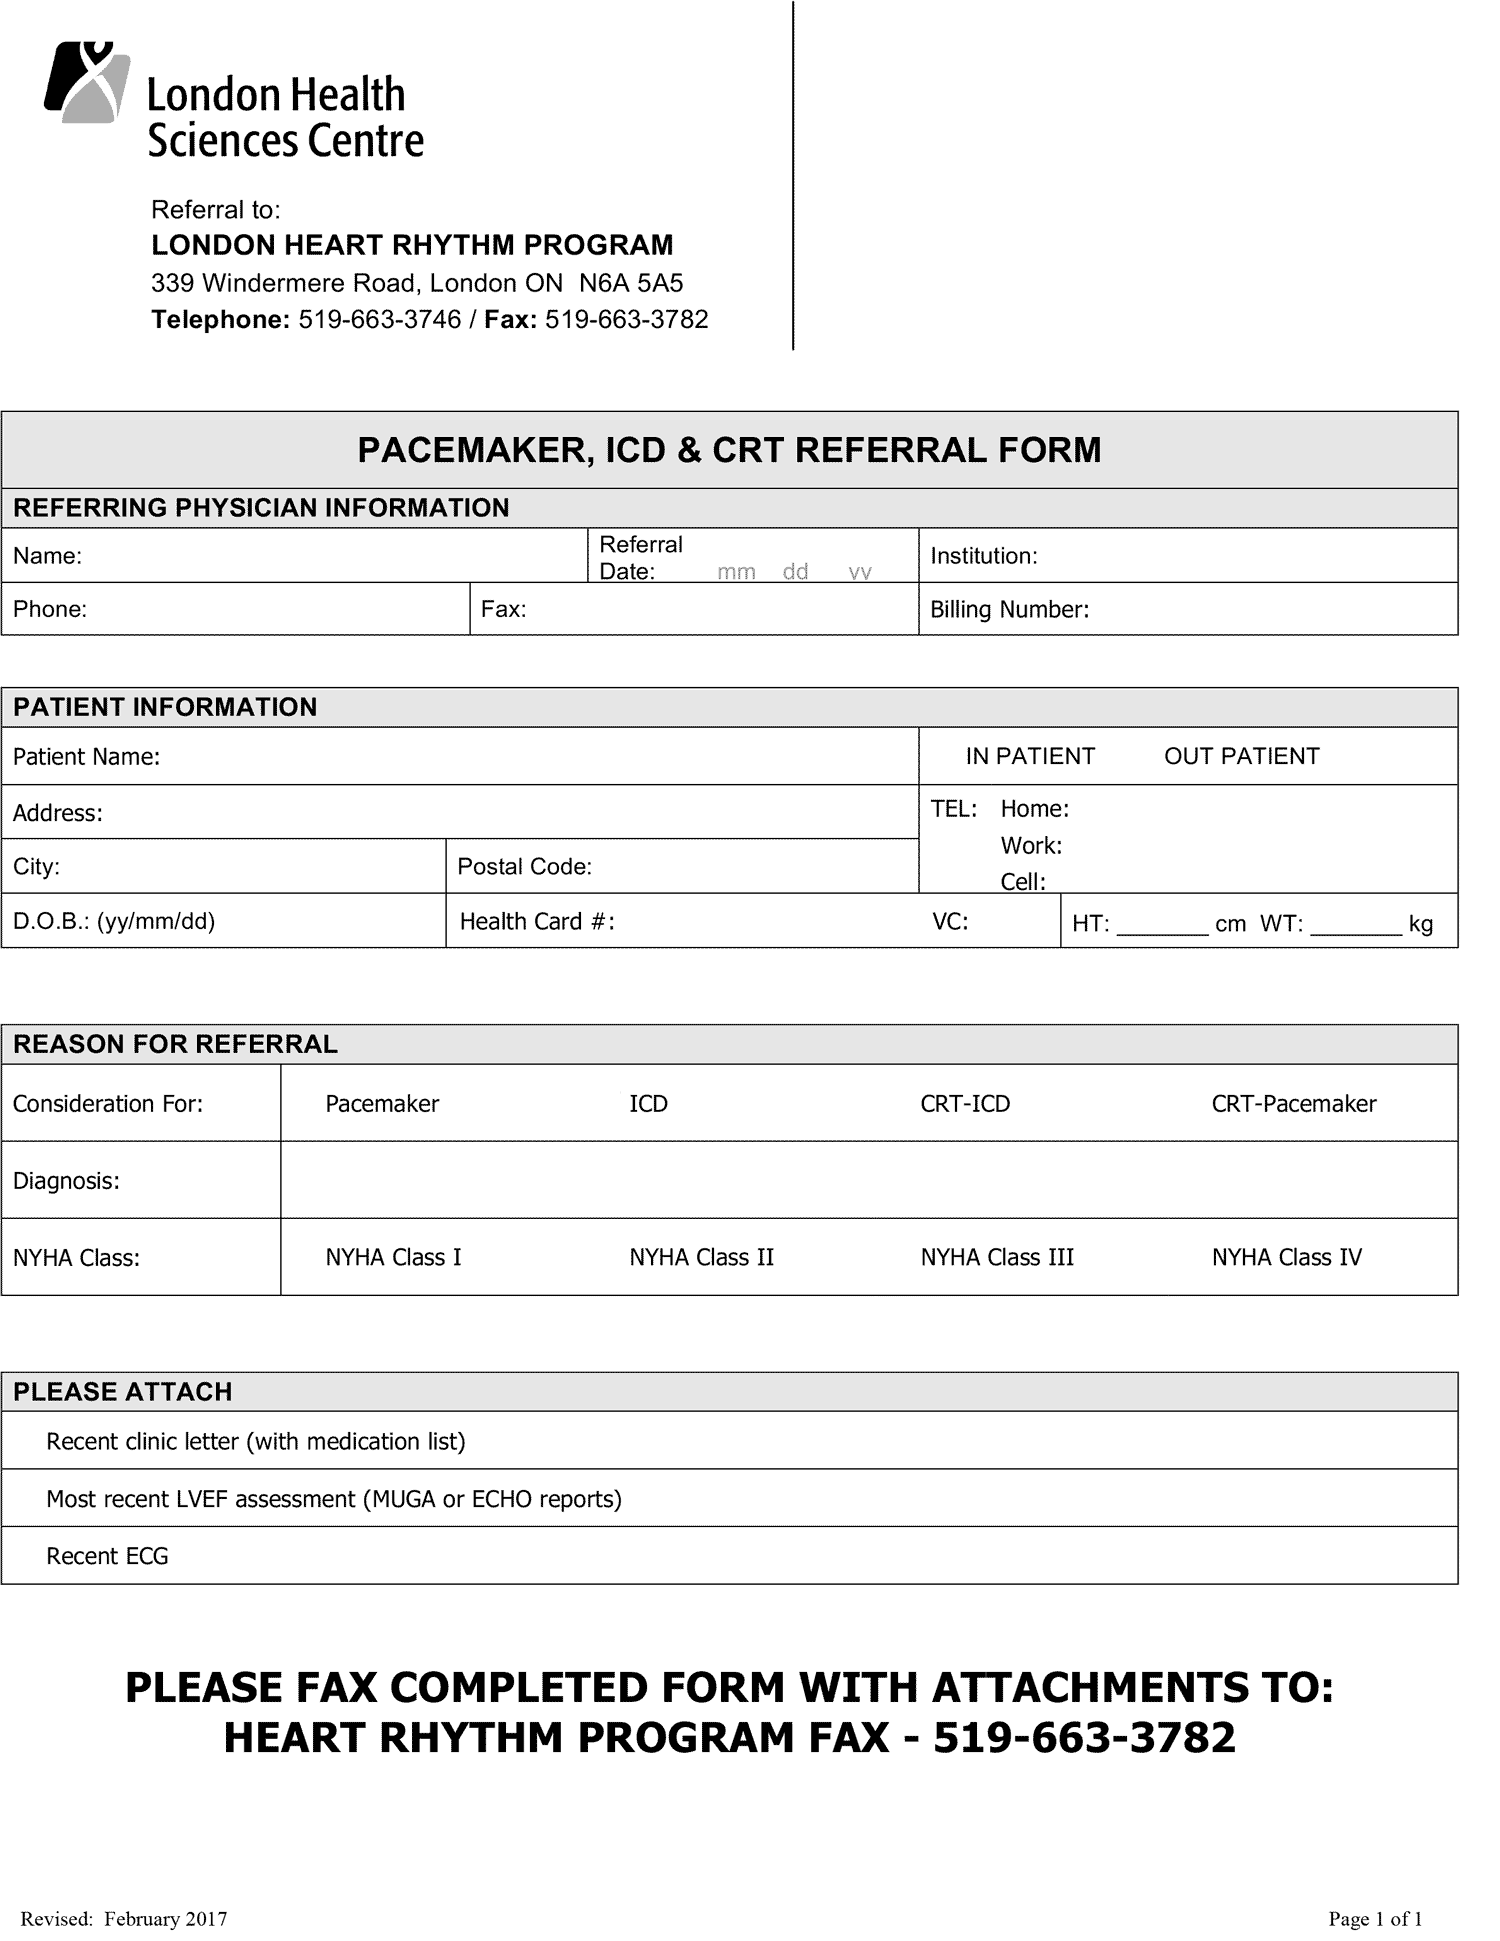 London Health
Sciences Centre
Referral to:
LONDON HEART RHYTHM PROGRAM
339 Windermere Road, London ON  N6A 5A5
Telephone: 519-663-3746 / Fax: 519-663-3782
PACEMAKER, ICD & CRT REFERRAL FORM
REFERRING PHYSICIAN INFORMATION
Name:
Referral
Date: mm dd yy
Institution:
Phone: Fax: Billing Number:
PATIENT INFORMATION
Patient Name: IN PATIENT OUT PATIENT
Address:
TEL: Home:
Work:
Cell:
City: Postal Code:
D.O.B.: (yy/mm/dd) Health Card #: VC: HT: _______ cm  WT: _______ kg
REASON FOR REFERRAL
Consideration For: Pacemaker ICD CRT-ICD CRT-Pacemaker
Diagnosis:
NYHA Class: NYHA Class I NYHA Class II NYHA Class III NYHA Class IV
PLEASE ATTACH
Recent clinic letter (with medication list)
Most recent LVEF assessment (MUGA or ECHO reports)
Recent ECG
PLEASE FAX COMPLETED FORM WITH ATTACHMENTS TO:
HEART RHYTHM PROGRAM FAX - 519-663-3782
Revised:  February 2017 Page 1 of 1